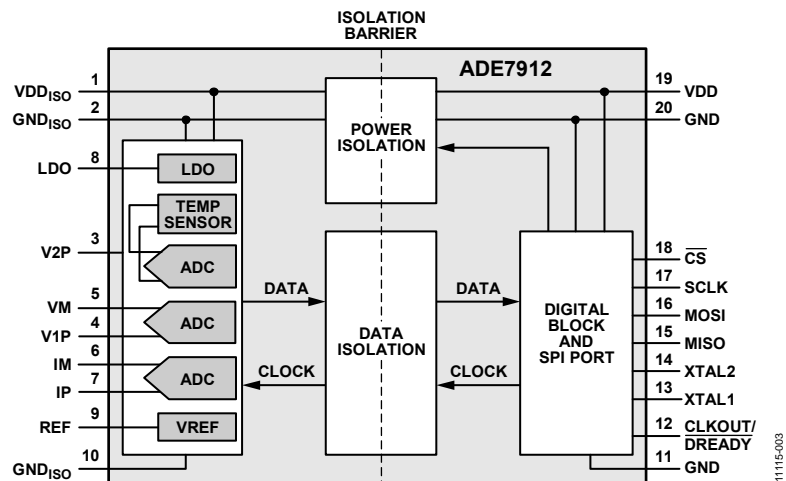 ISOLATION
BARRIER
ADE7912
1
VDDISO
2
GNDISO
8
LDO
3
V2P
5
VM
4
V1P
6
IM
7
IP
9
REF
10
GNDISO
LDO
TEMP
SENSOR
ADC
ADC
ADC
VREF
POWER
ISOLATION
DATA
CLOCK
DATA
ISOLATION
DATA
CLOCK
DIGITAL
BLOCK
AND
SPI PORT
19
VDD
20
GND
18
CS
17
SCLK
16
MOSI
15
MISO
14
XTAL2
13
XTAL1
12
CLKOUT/
DREADY
11
GND
11115-003